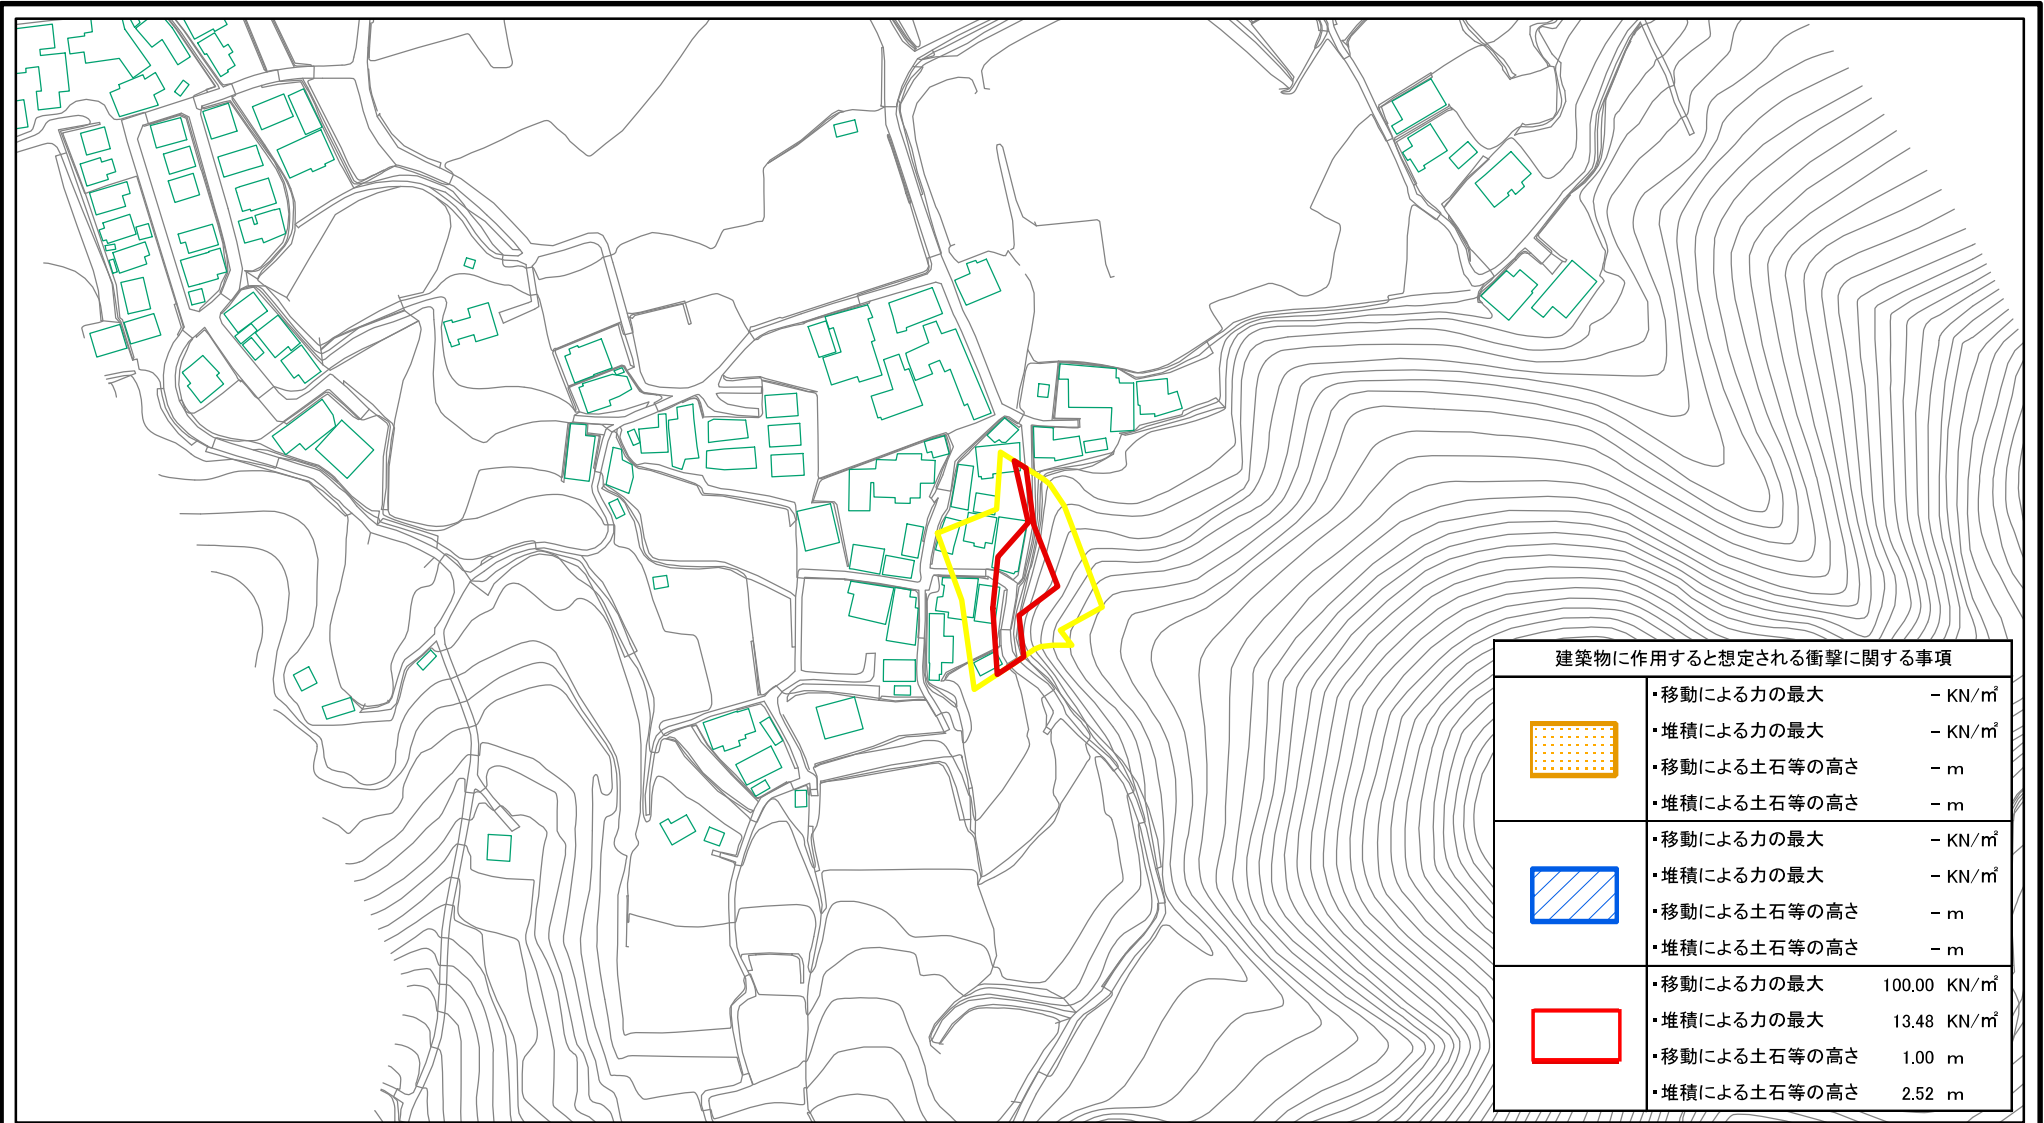 建築物に作用すると想定される衝撃に関する事項
・移動による力の最大 - KN/㎡
・堆積による力の最大 - KN/㎡
・移動による土石等の高さ - m
・堆積による土石等の高さ - m
・移動による力の最大 - KN/㎡
・堆積による力の最大 - KN/㎡
・移動による土石等の高さ - m
・堆積による土石等の高さ - m
・移動による力の最大 100.00 KN/㎡
・堆積による力の最大 13.48 KN/㎡
・移動による土石等の高さ 1.00 m
・堆積による土石等の高さ 2.52 m